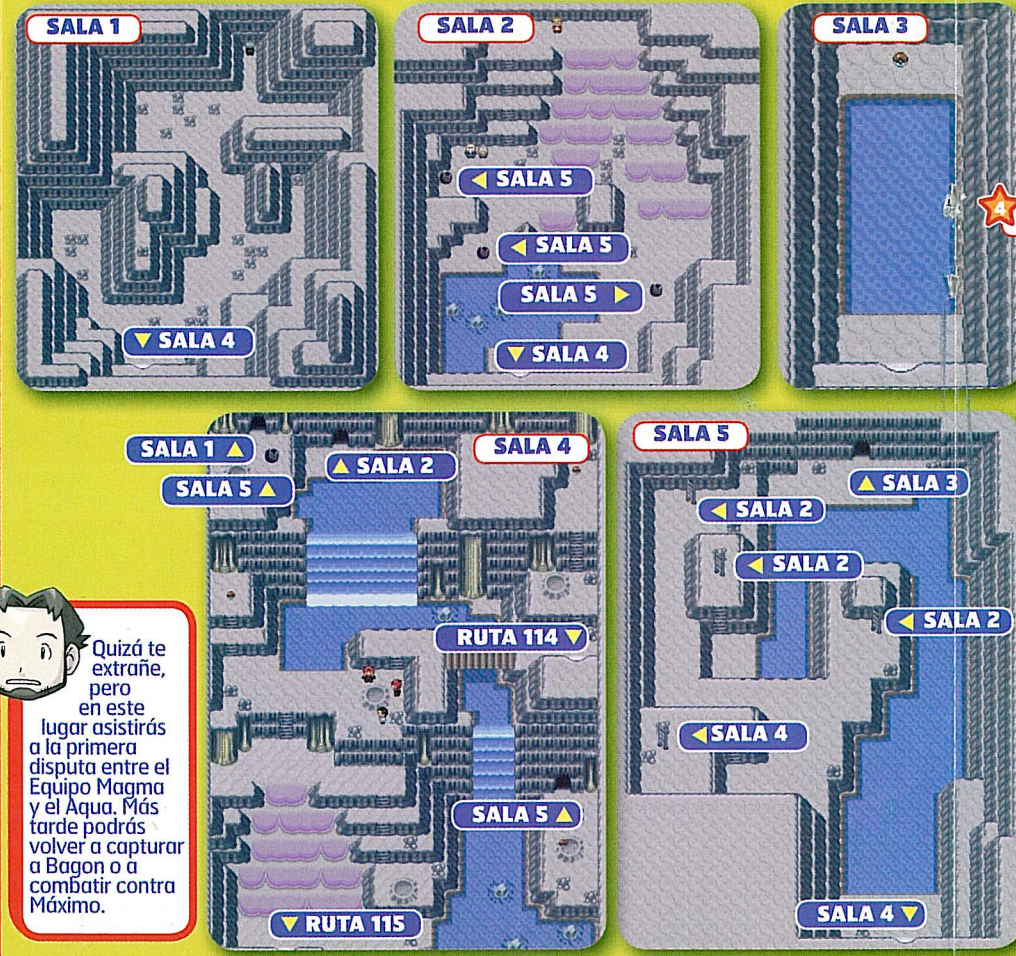 SALA 1
SALA 4
SALA 2
SALA 5
SALA 5
SALA 5
SALA 4
SALA 3
4
SALA 4
SALA 1
SALA 2
SALA 5
RUTA 114
SALA 5
RUTA 115
SALA 5
SALA 3
SALA 2
SALA 2
SALA 2
SALA 4
SALA 4
Quizá te
extrañe,
pero
en este
lugar asistirás
a la primera
disputa entre el
Equipo Magma
y el Aqua. Más
tarde podrás
volver a capturar
a Bagon o a
combatir contra
Máximo.